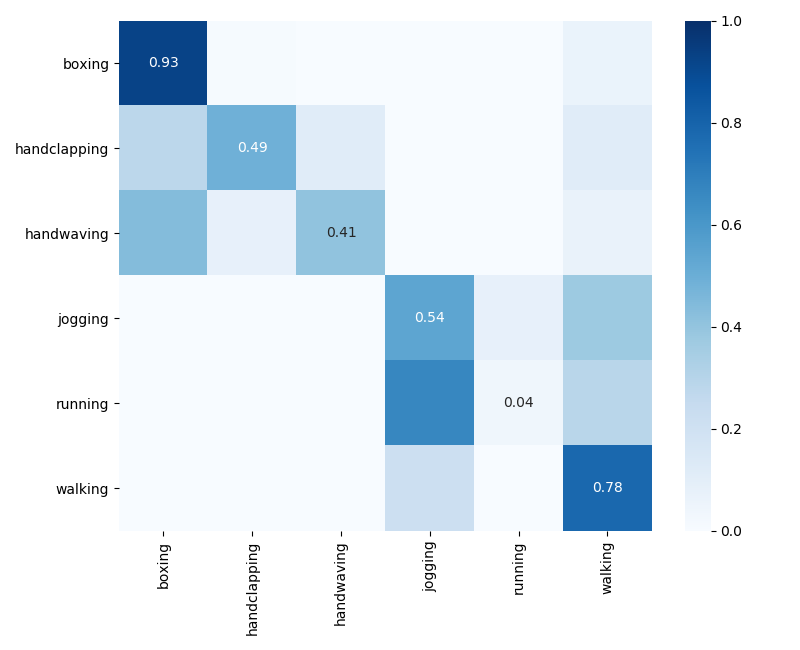 boxing
handclapping
handwaving
jogging
running
walking
0.93
0.49
0.41
0.54
0.04
0.78
boxing
handclapping
handwaving
jogging
running
walking
1.0
0.8
0.6
0.4
0.2
0.0